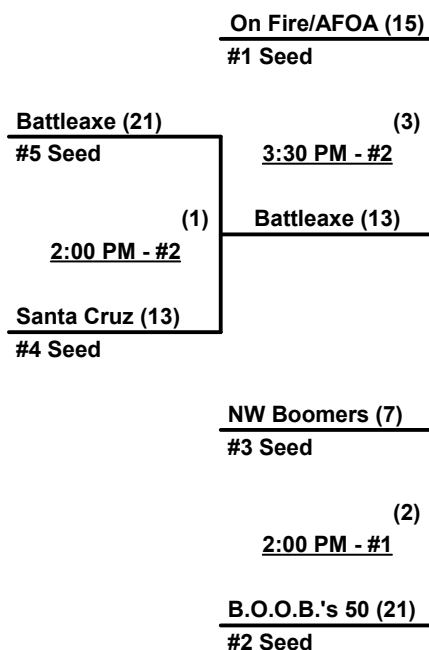 On Fire/AFOA (15)
#1 Seed
Battleaxe (21)
#5 Seed
(3)
3:30 PM - #2
(1)
2:00 PM - #2
Battleaxe (13)
Santa Cruz (13)
#4 Seed
NW Boomers (7)
#3 Seed
(2)
2:00 PM - #1
B.O.O.B.'s 50 (21)
#2 Seed